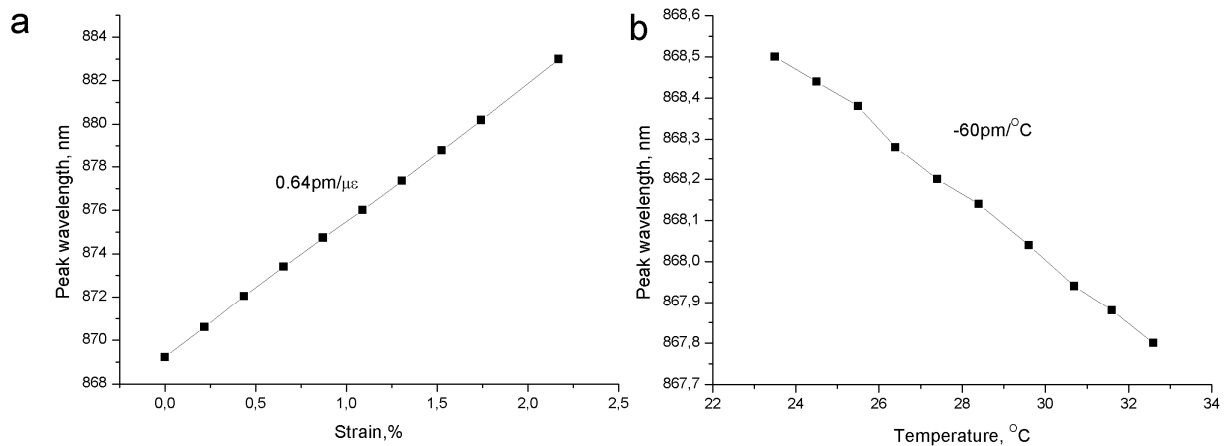 a
884
882
880
878
876
874
872
870
868
Peak wavelength, nm
0.64pm/με
0,0 0,5 1,0 1,5 2,0 2,5
Strain,%
b
868,6
868,5
868,4
868,3
868,2
868,1
868,0
867,9
867,8
867,7
Peak wavelength, nm
-60pm/°C
22 24 26 28 30 32 34
Temperature, °C